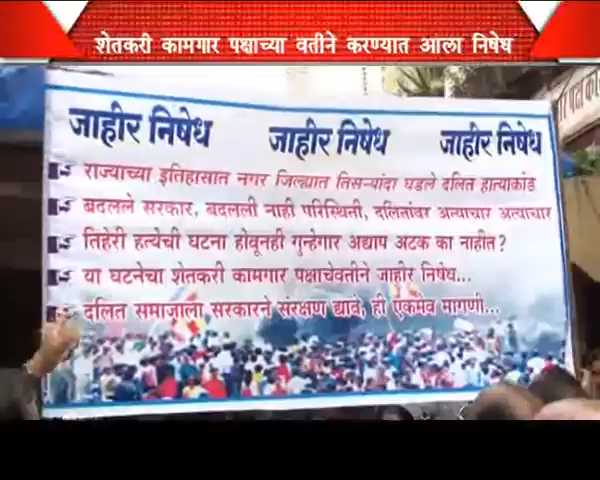 शेतकरी कामगार पक्षाच्या वतीने करण्यात आला निषेध
जाहीर निषेध जाहीर निषेध जाहीर निषेध
राज्याच्या इतिहासात नगर जिल्ह्यात तिसऱ्यांदा घडले दलित हात्याकांड
बदलले सरकार, बदलली नाही परिस्थिती, दलितांवर अन्याचार अत्याचार
तिहेरी हत्येची घटना होवूनही गुन्हेगार अद्याप अटक का नाहीत?
या घटनेचा शेतकरी कामगार पक्षाचेवतीने जाहीर निषेध...
दलित समाजाला सरकारने संरक्षण द्यावे, ही एकमेव मागणी...